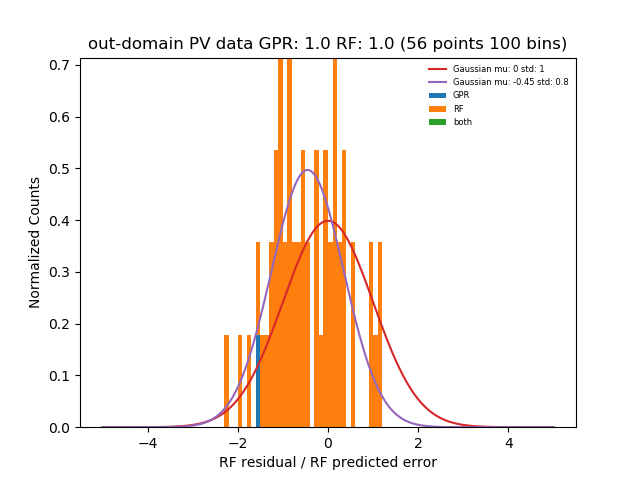 out-domain PV data GPR: 1.0 RF: 1.0 (56 points 100 bins)
Gaussian mu: 0 std: 1
Gaussian mu: -0.45 std: 0.8
GPR
RF
both
Normalized Counts
0.7
0.6
0.5
0.4
0.3
0.2
0.1
0.0
−4 −2 0 2 4
RF residual / RF predicted error